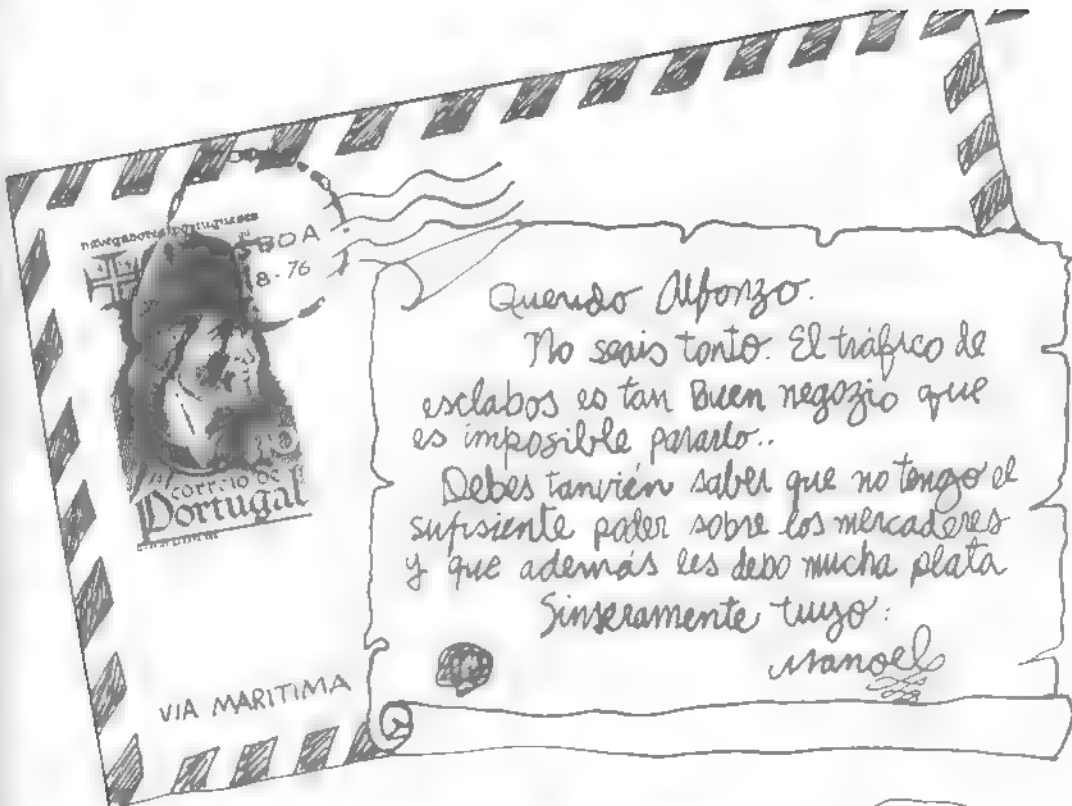 navegadores portugueses
BOA
8-76
correio de
Portugal
VIA MARITIMA
Querido Alfonzo.
No seais tonto. El tráfico de
esclabos es tan Buen negozio que
es imposible pararlo..
Debes tanvién saber que no tengo el
sufisiente poder sobre los mercaderes
y que además les debo mucha plata
Sinseramente tuyo:
Manoel